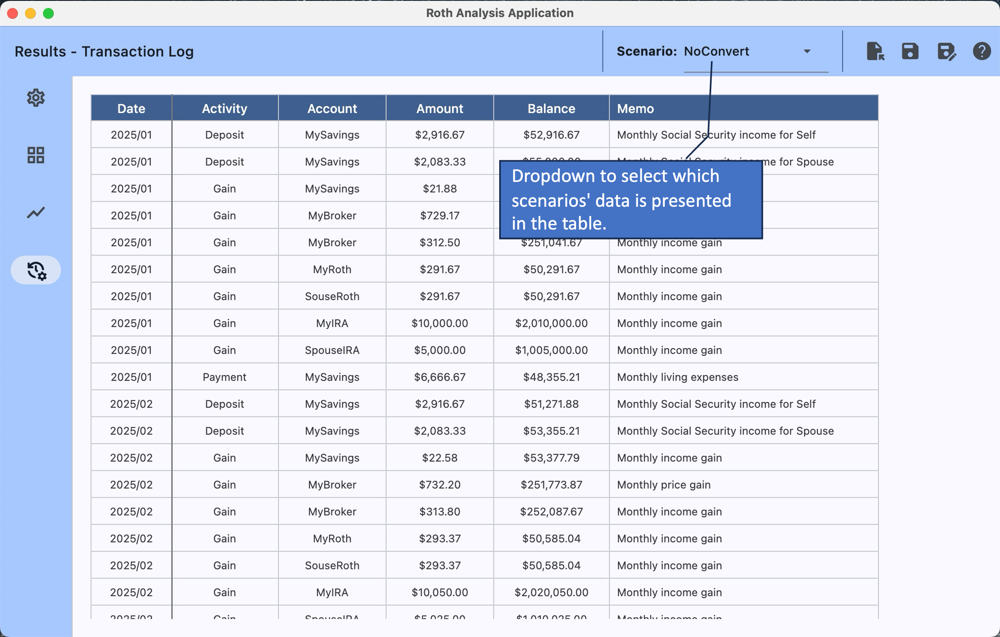 Roth Analysis Application
Results - Transaction Log
Scenario: NoConvert
Date Activity Account Amount Balance Memo
2025/01 Deposit MySavings $2,916.67 $52,916.67 Monthly Social Security income for Self
2025/01 Deposit MySavings $2,083.33 $55,000.00 Monthly Social Security income for Spouse
2025/01 Gain MySavings $21.88
2025/01 Gain MyBroker $729.17
Dropdown to select which
scenarios' data is presented
in the table.
2025/01 Gain MyBroker $312.50 $251,041.67 Monthly income gain
2025/01 Gain MyRoth $291.67 $50,291.67 Monthly income gain
2025/01 Gain SouseRoth $291.67 $50,291.67 Monthly income gain
2025/01 Gain MyIRA $10,000.00 $2,010,000.00 Monthly income gain
2025/01 Gain SpouseIRA $5,000.00 $1,005,000.00 Monthly income gain
2025/01 Payment MySavings $6,666.67 $48,355.21 Monthly living expenses
2025/02 Deposit MySavings $2,916.67 $51,271.88 Monthly Social Security income for Self
2025/02 Deposit MySavings $2,083.33 $53,355.21 Monthly Social Security income for Spouse
2025/02 Gain MySavings $22.58 $53,377.79 Monthly income gain
2025/02 Gain MyBroker $732.20 $251,773.87 Monthly price gain
2025/02 Gain MyBroker $313.80 $252,087.67 Monthly income gain
2025/02 Gain MyRoth $293.37 $50,585.04 Monthly income gain
2025/02 Gain SouseRoth $293.37 $50,585.04 Monthly income gain
2025/02 Gain MyIRA $10,050.00 $2,020,050.00 Monthly income gain
2025/02 Gain SpouseIRA $5,025.00 $1,010,025.00 Monthly income gain